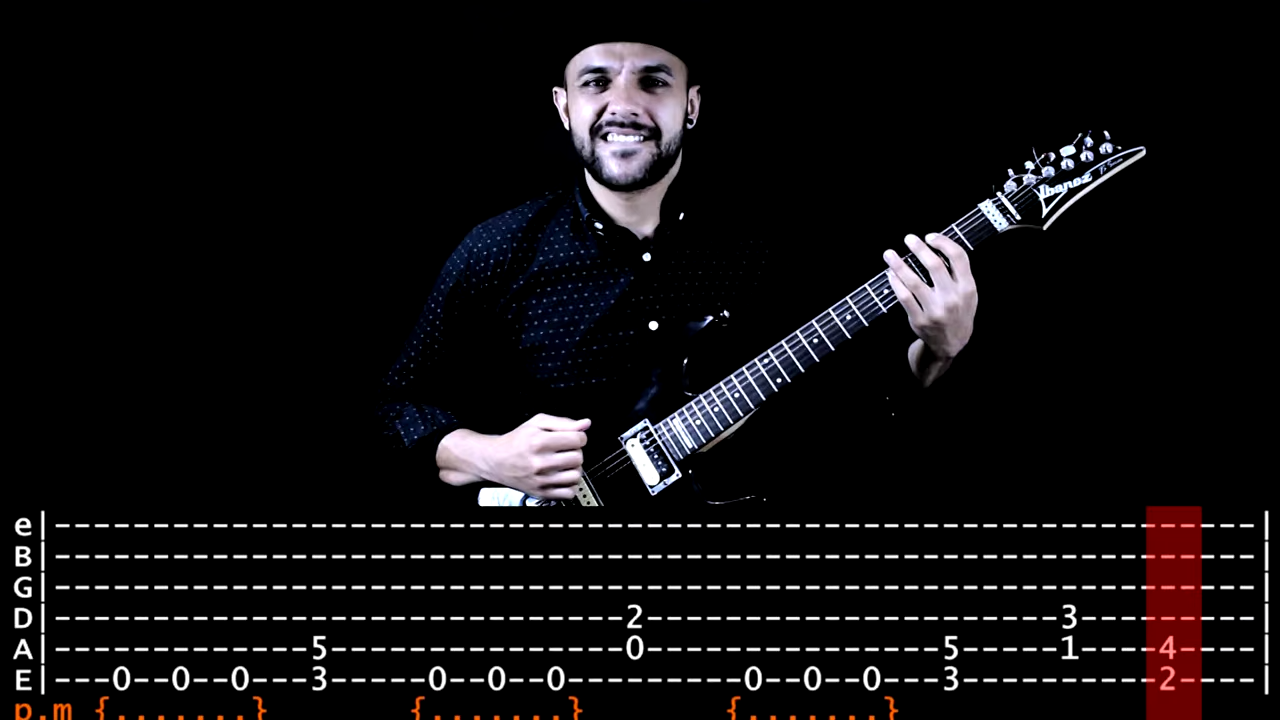 Ibanez
e|-------------------------------------------------------------|
B|-------------------------------------------------------------|
G|-------------------------------------------------------------|
D|-----------------------------2---------------------3---------|
A|-------------5---------------0---------------5-----1----4----|
E|---0--0--0---3-----0--0--0---------0--0--0---3----------2----|
p.m {.......} {.......} {.......}